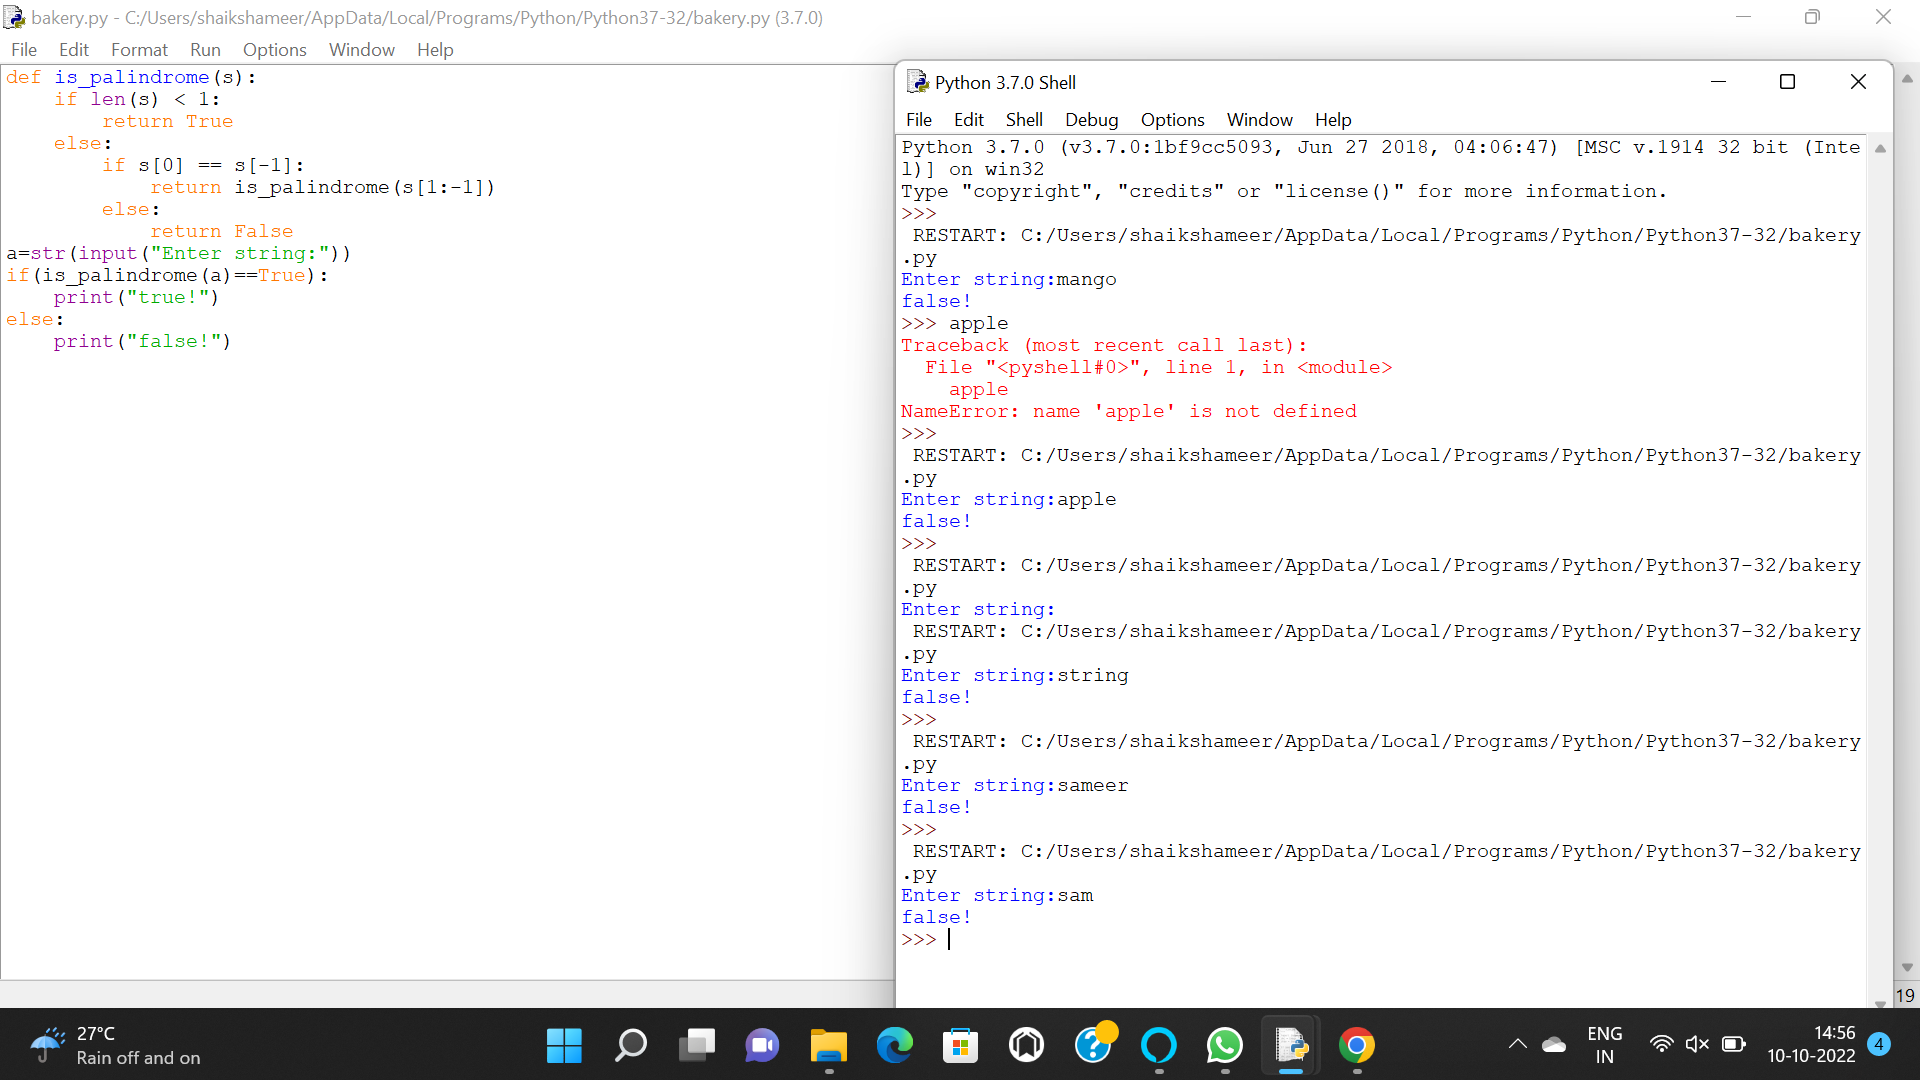 bakery.py - C:/Users/shaikshameer/AppData/Local/Programs/Python/Python37-32/bakery.py (3.7.0)
File Edit Format Run Options Window Help
def is_palindrome(s):
    if len(s) < 1:
        return True
    else:
        if s[0] == s[-1]:
            return is_palindrome(s[1:-1])
        else:
            return False
a=str(input("Enter string:"))
if(is_palindrome(a)==True):
    print("true!")
else:
    print("false!")
Python 3.7.0 Shell
File Edit Shell Debug Options Window Help
Python 3.7.0 (v3.7.0:1bf9cc5093, Jun 27 2018, 04:06:47) [MSC v.1914 32 bit (Inte
l)] on win32
Type "copyright", "credits" or "license()" for more information.
>>>
 RESTART: C:/Users/shaikshameer/AppData/Local/Programs/Python/Python37-32/bakery
.py
Enter string:mango
false!
>>> apple
Traceback (most recent call last):
  File "<pyshell#0>", line 1, in <module>
    apple
NameError: name 'apple' is not defined
>>>
 RESTART: C:/Users/shaikshameer/AppData/Local/Programs/Python/Python37-32/bakery
.py
Enter string:apple
false!
>>>
 RESTART: C:/Users/shaikshameer/AppData/Local/Programs/Python/Python37-32/bakery
.py
Enter string:
 RESTART: C:/Users/shaikshameer/AppData/Local/Programs/Python/Python37-32/bakery
.py
Enter string:string
false!
>>>
 RESTART: C:/Users/shaikshameer/AppData/Local/Programs/Python/Python37-32/bakery
.py
Enter string:sameer
false!
>>>
 RESTART: C:/Users/shaikshameer/AppData/Local/Programs/Python/Python37-32/bakery
.py
Enter string:sam
false!
>>>
19
27°C
Rain off and on
ENG
IN
14:56
10-10-2022
4